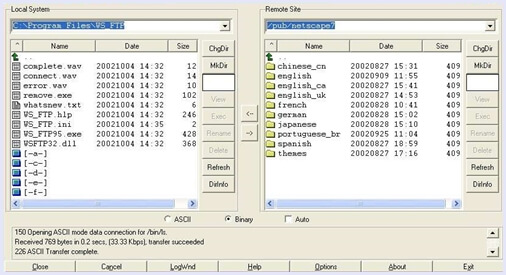 Local System
C:\Program Files\WS_FTP
^ Name Date Size
..
complete.wav 20021004 14:32 12
connect.wav 20021004 14:32 14
error.wav 20021004 14:32 10
remove.exe 20021004 14:32 102
whatsnew.txt 20021004 14:32 6
WS_FTP.hlp 20021004 14:32 246
WS_FTP.ini 20021004 14:35 2
WS_FTP95.exe 20021004 14:32 428
WSFTP32.dll 20021004 14:32 368
[-a-]
[-c-]
[-d-]
[-e-]
[-f-]
ChgDir
MkDir
View
Exec
Rename
Delete
Refresh
DirInfo
<--
-->
Remote Site
/pub/netscape7
^ Name Date Size
..
chinese_cn 20020827 15:31 409
english 20020909 11:55 409
english_ca 20020827 15:41 409
english_uk 20020827 14:53 409
french 20020828 10:41 409
german 20020828 15:02 409
japanese 20020828 15:10 409
portuguese_br 20020925 11:04 409
spanish 20020827 18:59 409
themes 20020827 17:16 409
ChgDir
MkDir
View
Exec
Rename
Delete
Refresh
DirInfo
ASCII Binary Auto
150 Opening ASCII mode data connection for /bin/ls.
Received 769 bytes in 0.2 secs, (33.33 Kbps), transfer succeeded
226 ASCII Transfer complete.
Close Cancel LogWnd Help Options About Exit